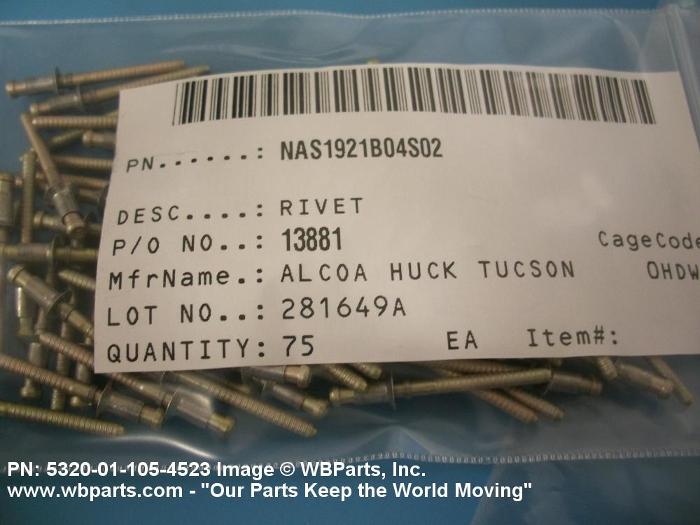 PN......: NAS1921B04S02
DESC....: RIVET
P/O NO..: 13881 CageCode
MfrName.: ALCOA HUCK TUCSON OHDW
LOT NO..: 281649A
QUANTITY: 75 EA Item#:
PN: 5320-01-105-4523 Image © WBParts, Inc.
www.wbparts.com - "Our Parts Keep the World Moving"